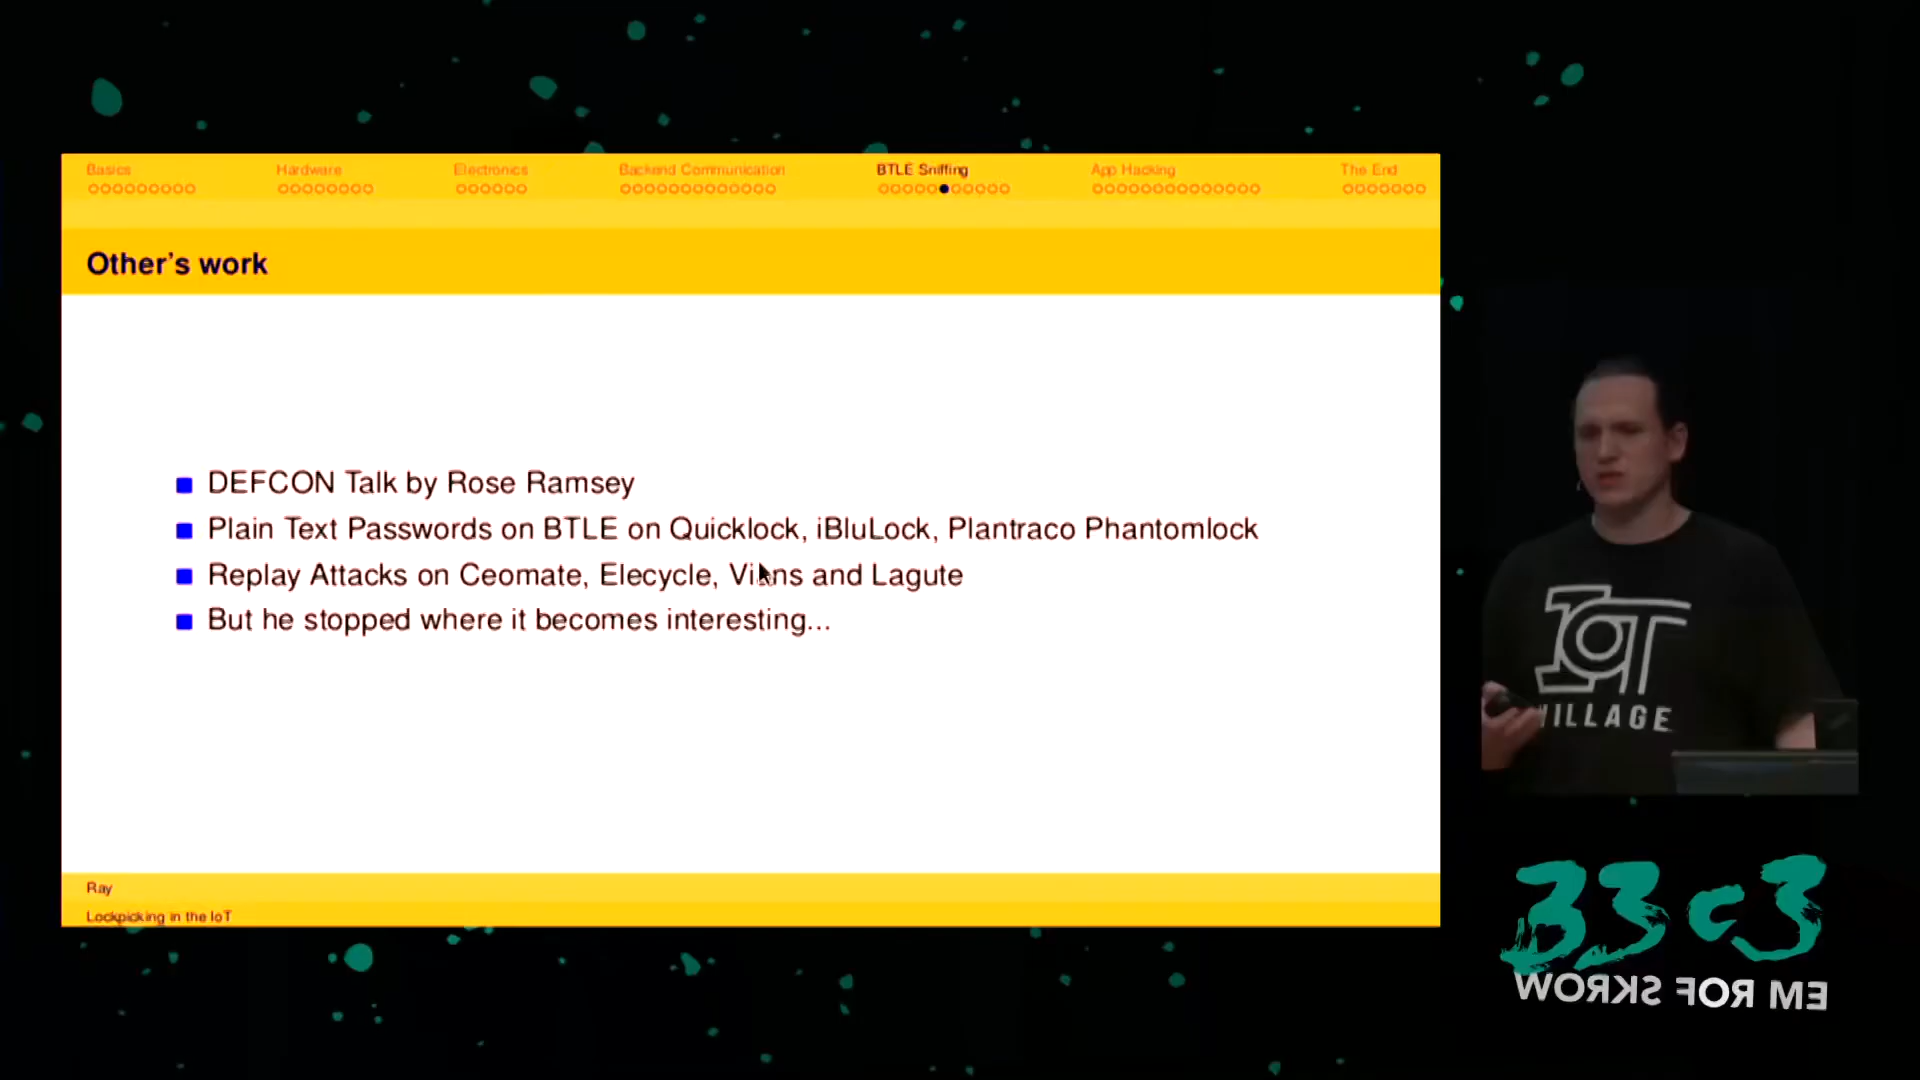 Basics Hardware Electronics Backend Communication BTLE Sniffing App Hacking The End
Other's work
DEFCON Talk by Rose Ramsey
Plain Text Passwords on BTLE on Quicklock, iBluLock, Plantraco Phantomlock
Replay Attacks on Ceomate, Elecycle, and Lagute
But he stopped where it becomes interesting...
Ray
Lockpicking in the IoT
IOT
VILLAGE
33c3
WORKS FOR ME